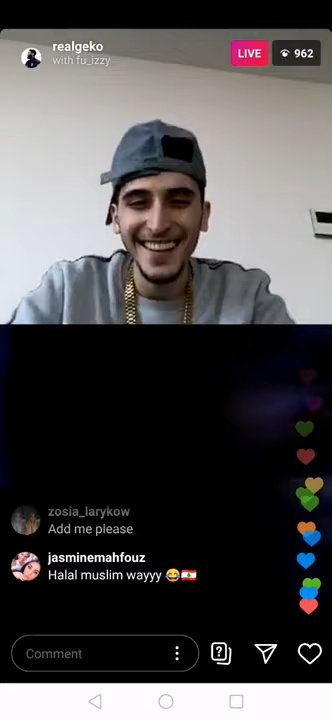 realgeko
LIVE
962
with fu_izzy
zosia_larykow
Add me please
jasminemahfouz
Halal muslim wayyy 😂🇱🇧
Comment